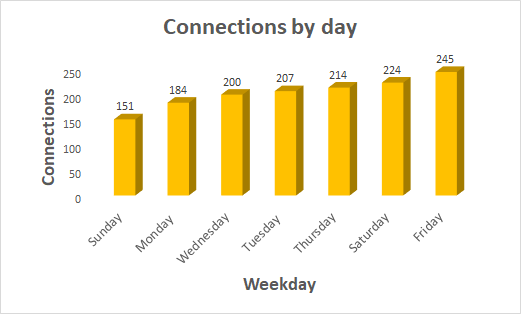 Connections by day
Connections
250
200
150
100
50
0
151
184
200
207
214
224
245
Sunday
Monday
Wednesday
Tuesday
Thursday
Saturday
Friday
Weekday